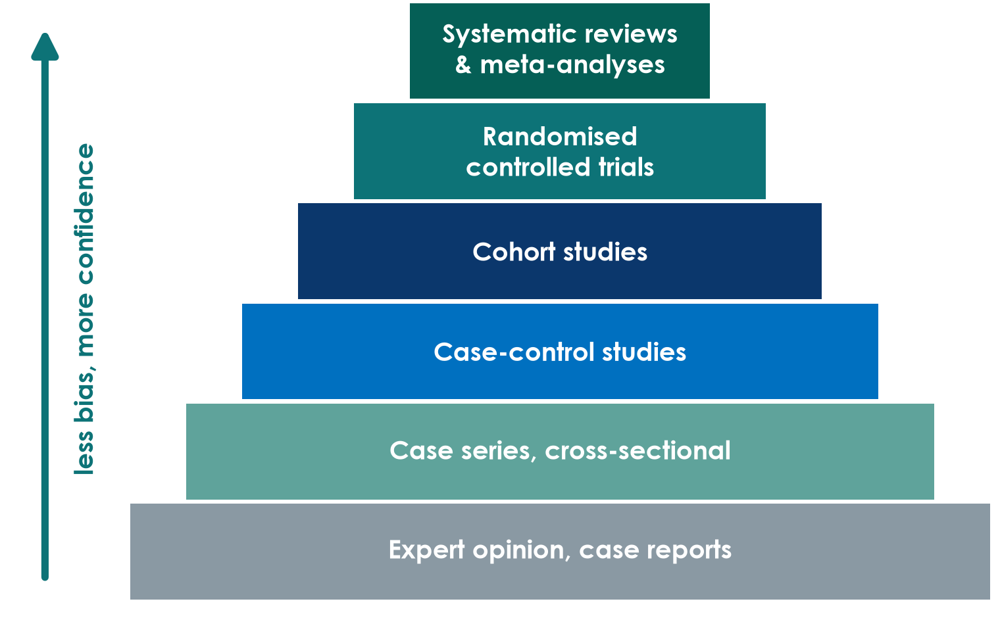 Systematic reviews
& meta-analyses
Randomised
controlled trials
Cohort studies
Case-control studies
Case series, cross-sectional
Expert opinion, case reports
less bias, more confidence